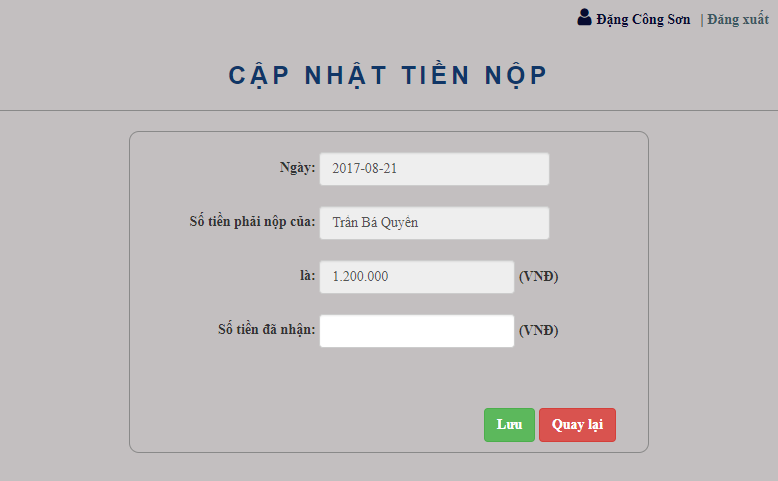 Đặng Công Sơn | Đăng xuất
CẬP NHẬT TIỀN NỘP
Ngày: 2017-08-21
Số tiền phải nộp của: Trần Bá Quyên
là: 1.200.000 (VNĐ)
Số tiền đã nhận: (VNĐ)
Lưu Quay lại